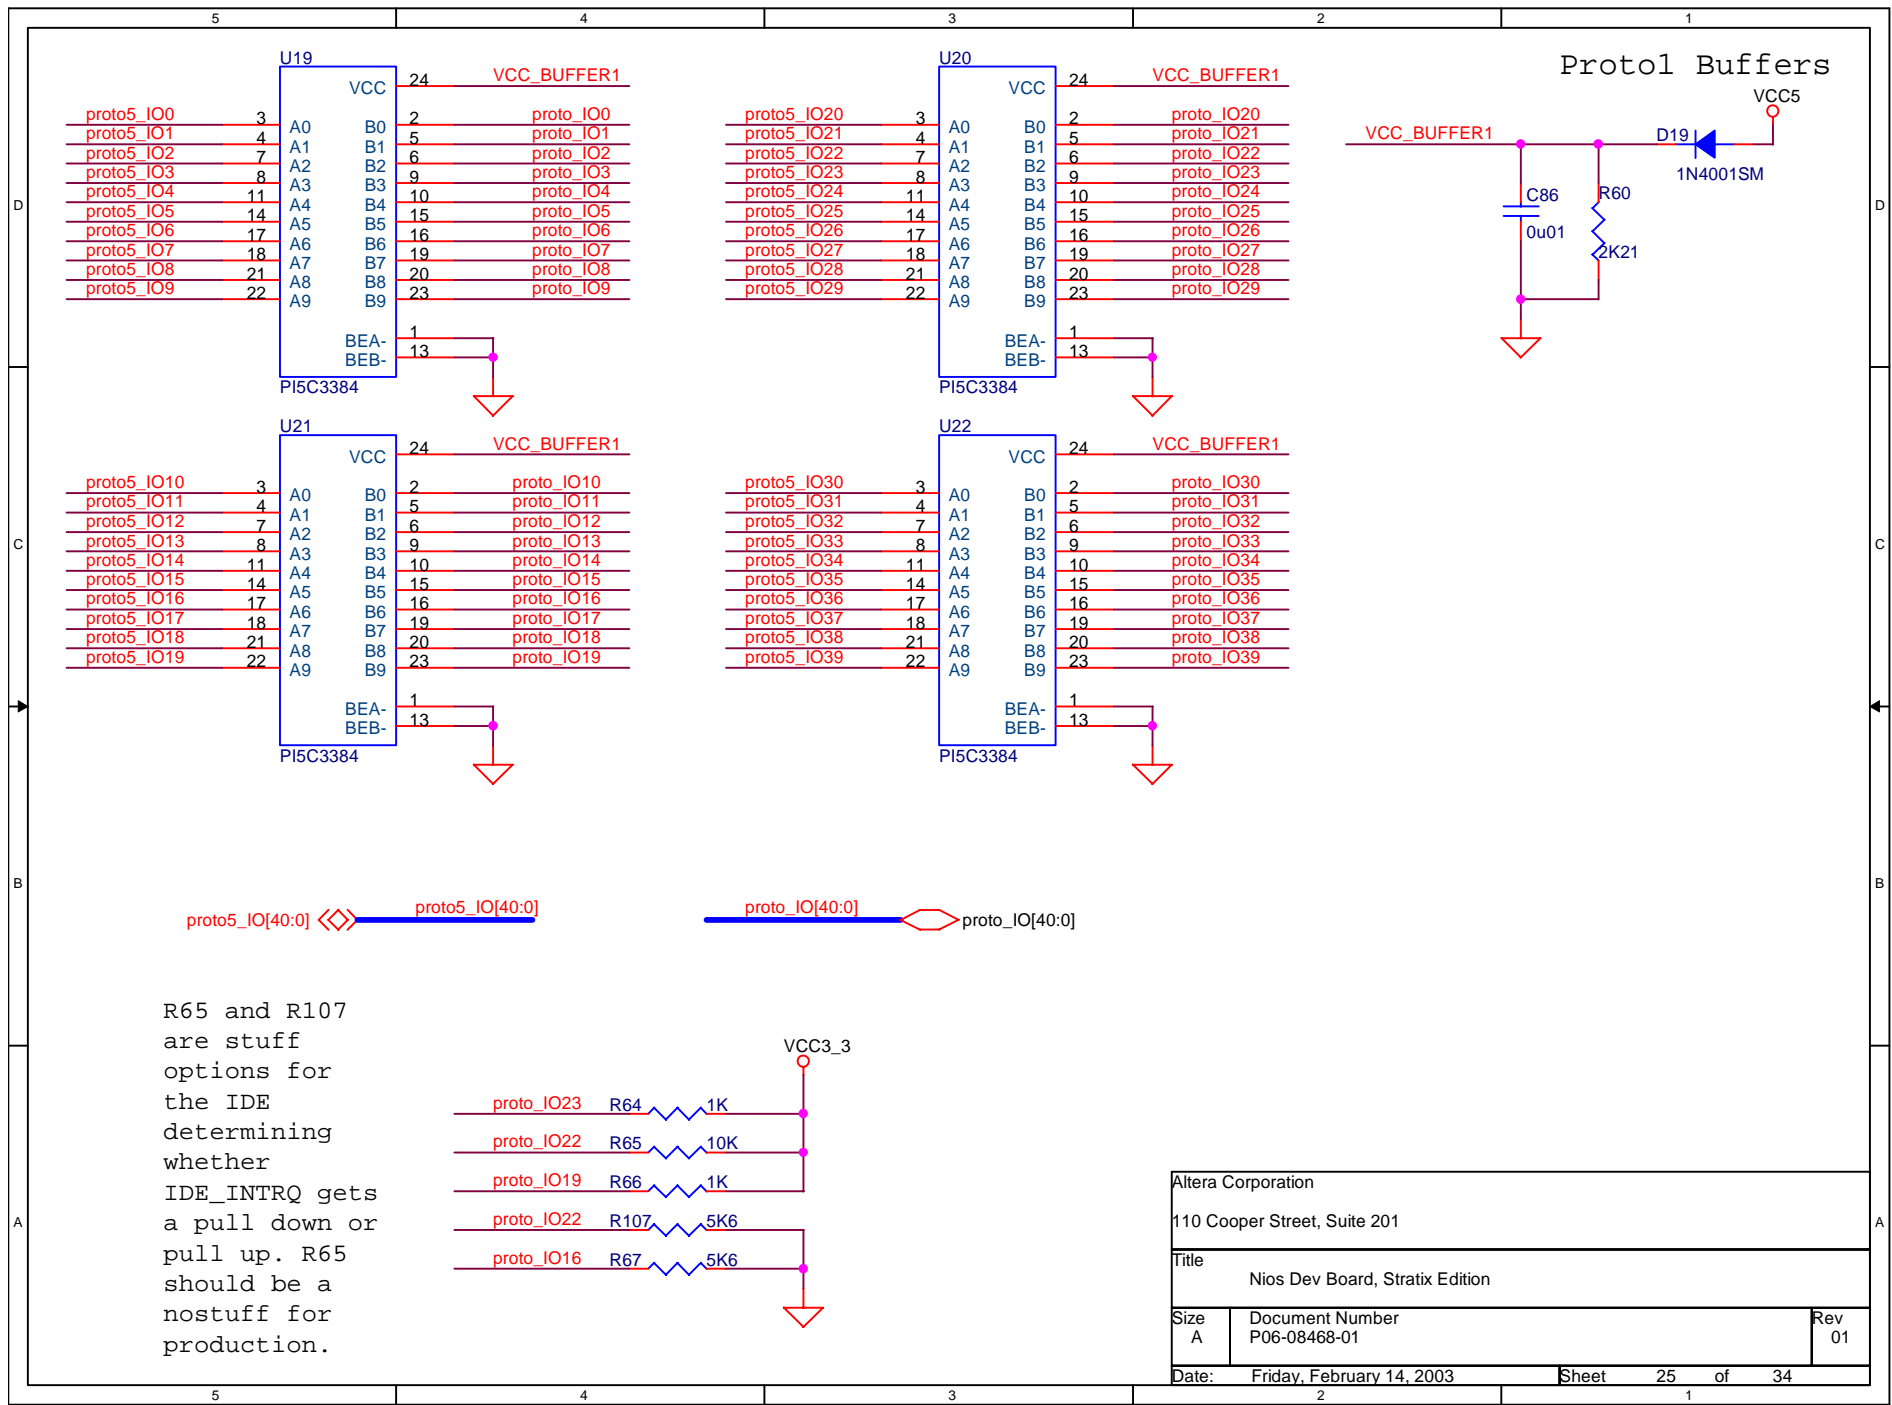 5 4 3 2 1
Proto1 Buffers
U19
VCC 24 VCC_BUFFER1
proto5_IO0 3 A0 B0 2 proto_IO0
proto5_IO1 4 A1 B1 5 proto_IO1
proto5_IO2 7 A2 B2 6 proto_IO2
proto5_IO3 8 A3 B3 9 proto_IO3
proto5_IO4 11 A4 B4 10 proto_IO4
proto5_IO5 14 A5 B5 15 proto_IO5
proto5_IO6 17 A6 B6 16 proto_IO6
proto5_IO7 18 A7 B7 19 proto_IO7
proto5_IO8 21 A8 B8 20 proto_IO8
proto5_IO9 22 A9 B9 23 proto_IO9
BEA- 1
BEB- 13
PI5C3384
U20
VCC 24 VCC_BUFFER1
proto5_IO20 3 A0 B0 2 proto_IO20
proto5_IO21 4 A1 B1 5 proto_IO21
proto5_IO22 7 A2 B2 6 proto_IO22
proto5_IO23 8 A3 B3 9 proto_IO23
proto5_IO24 11 A4 B4 10 proto_IO24
proto5_IO25 14 A5 B5 15 proto_IO25
proto5_IO26 17 A6 B6 16 proto_IO26
proto5_IO27 18 A7 B7 19 proto_IO27
proto5_IO28 21 A8 B8 20 proto_IO28
proto5_IO29 22 A9 B9 23 proto_IO29
BEA- 1
BEB- 13
PI5C3384
VCC5
VCC_BUFFER1 D19
1N4001SM
C86 R60
0u01 2K21
D D
U21
VCC 24 VCC_BUFFER1
proto5_IO10 3 A0 B0 2 proto_IO10
proto5_IO11 4 A1 B1 5 proto_IO11
proto5_IO12 7 A2 B2 6 proto_IO12
proto5_IO13 8 A3 B3 9 proto_IO13
proto5_IO14 11 A4 B4 10 proto_IO14
proto5_IO15 14 A5 B5 15 proto_IO15
proto5_IO16 17 A6 B6 16 proto_IO16
proto5_IO17 18 A7 B7 19 proto_IO17
proto5_IO18 21 A8 B8 20 proto_IO18
proto5_IO19 22 A9 B9 23 proto_IO19
BEA- 1
BEB- 13
PI5C3384
U22
VCC 24 VCC_BUFFER1
proto5_IO30 3 A0 B0 2 proto_IO30
proto5_IO31 4 A1 B1 5 proto_IO31
proto5_IO32 7 A2 B2 6 proto_IO32
proto5_IO33 8 A3 B3 9 proto_IO33
proto5_IO34 11 A4 B4 10 proto_IO34
proto5_IO35 14 A5 B5 15 proto_IO35
proto5_IO36 17 A6 B6 16 proto_IO36
proto5_IO37 18 A7 B7 19 proto_IO37
proto5_IO38 21 A8 B8 20 proto_IO38
proto5_IO39 22 A9 B9 23 proto_IO39
BEA- 1
BEB- 13
PI5C3384
C C
B B
proto5_IO[40:0] proto5_IO[40:0] proto_IO[40:0] proto_IO[40:0]
R65 and R107
are stuff
options for
the IDE
determining
whether
IDE_INTRQ gets
a pull down or
pull up. R65
should be a
nostuff for
production.
VCC3_3
proto_IO23 R64 1K
proto_IO22 R65 10K
proto_IO19 R66 1K
proto_IO22 R107 5K6
proto_IO16 R67 5K6
A A
Altera Corporation
110 Cooper Street, Suite 201
Title
Nios Dev Board, Stratix Edition
Size Document Number Rev
A P06-08468-01 01
Date: Friday, February 14, 2003 Sheet 25 of 34
5 4 3 2 1